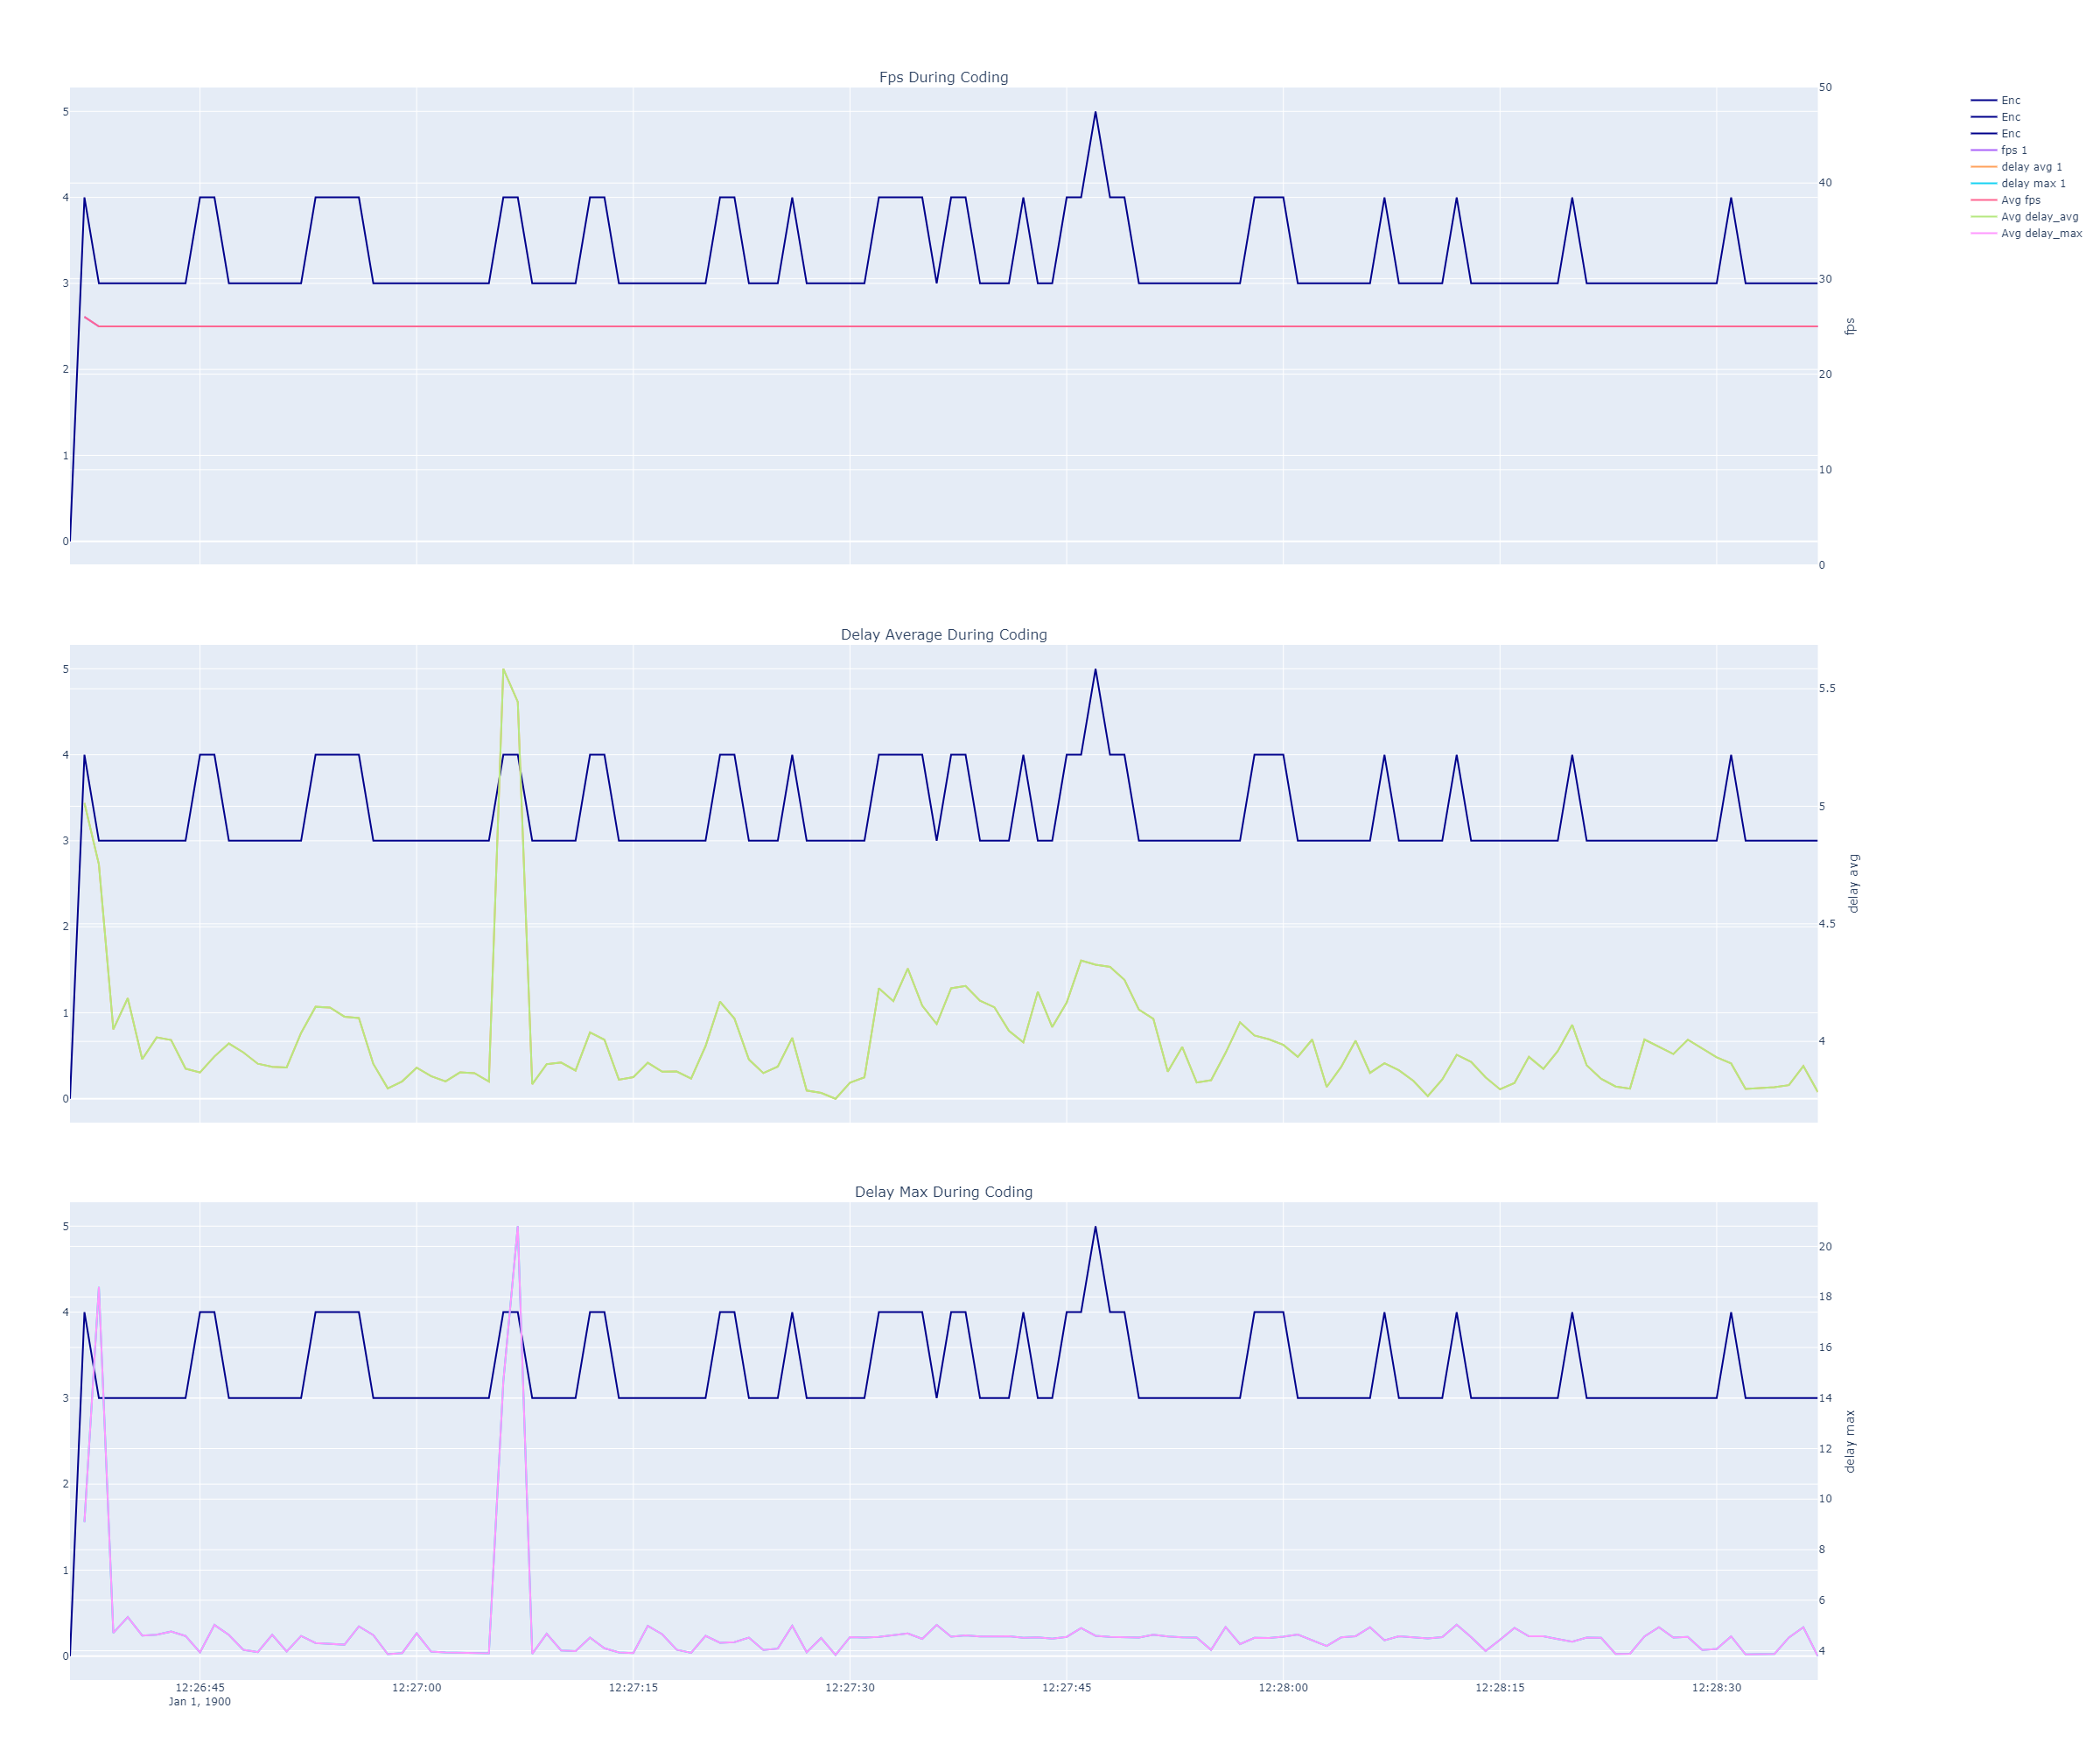 Fps During Coding
5
4
3
2
1
0
50
40
30
20
10
0
fps
Enc
Enc
Enc
fps 1
delay avg 1
delay max 1
Avg fps
Avg delay_avg
Avg delay_max
Delay Average During Coding
5
4
3
2
1
0
5.5
5
4.5
4
delay avg
Delay Max During Coding
5
4
3
2
1
0
20
18
16
14
12
10
8
6
4
delay max
12:26:45 12:27:00 12:27:15 12:27:30 12:27:45 12:28:00 12:28:15 12:28:30
Jan 1, 1900